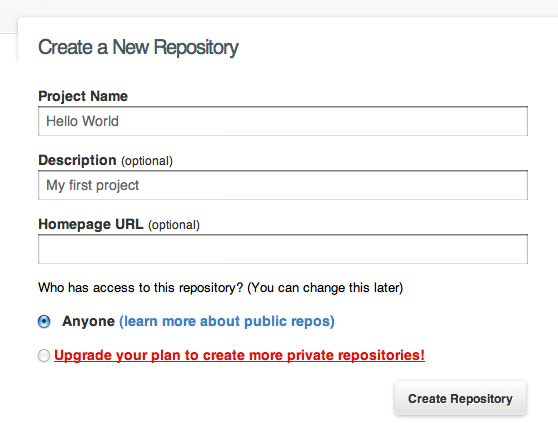 Create a New Repository
Project Name
Hello World
Description (optional)
My first project
Homepage URL (optional)
Who has access to this repository? (You can change this later)
Anyone (learn more about public repos)
Upgrade your plan to create more private repositories!
Create Repository